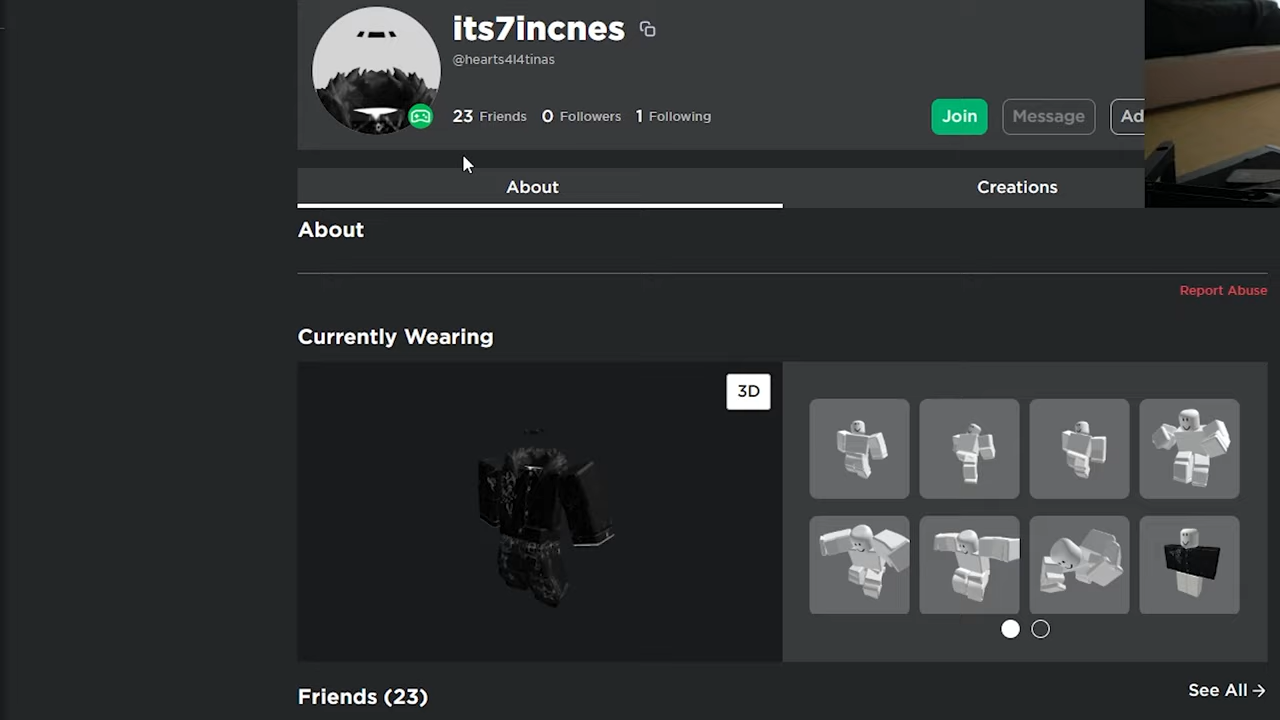 its7incnes
@hearts4l4tinas
23 Friends 0 Followers 1 Following
Join Message Ad
About Creations
About
Report Abuse
Currently Wearing
3D
Friends (23)
See All →